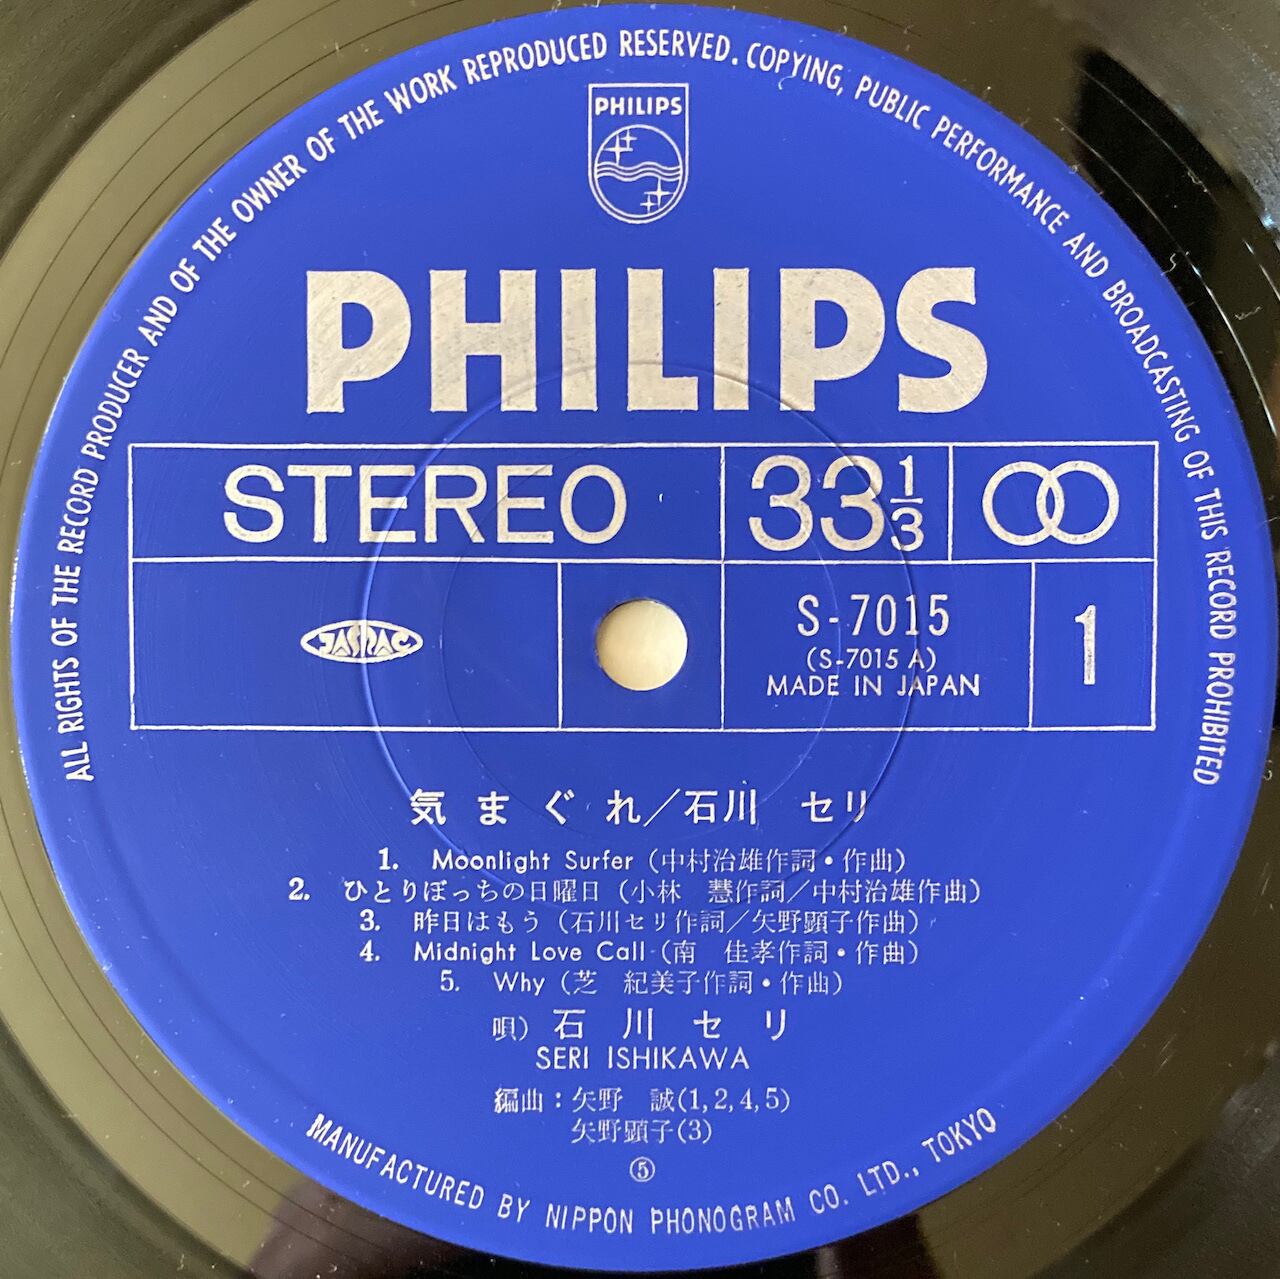 ALL RIGHTS OF THE RECORD PRODUCER AND OF THE OWNER OF THE WORK REPRODUCED RESERVED. COPYING, PUBLIC PERFORMANCE AND BROADCASTING OF THIS RECORD PROHIBITED
PHILIPS
PHILIPS
STEREO 33 1/3
JASRAC S-7015 1
(S-7015 A)
MADE IN JAPAN
気まぐれ/石川 セリ
1. Moonlight Surfer (中村治雄作詞・作曲)
2. ひとりぼっちの日曜日 (小林 慧作詞/中村治雄作曲)
3. 昨日はもう (石川セリ作詞/矢野顕子作曲)
4. Midnight Love Call (南 佳孝作詞・作曲)
5. Why (芝 紀美子作詞・作曲)
唄) 石川セリ
SERI ISHIKAWA
編曲:矢野 誠(1,2,4,5)
矢野顕子(3)
⑤
MANUFACTURED BY NIPPON PHONOGRAM CO. LTD., TOKYO